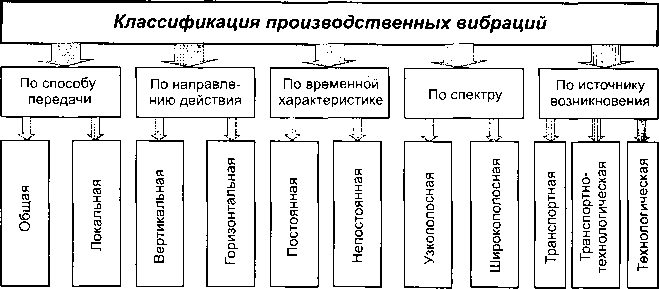 Классификация производственных вибраций
По способу
передачи
По направле-
нию действия
По временной
характеристике
По спектру
По источнику
возникновения
Общая
Локальная
Вертикальная
Горизонтальная
Постоянная
Непостоянная
Узкополосная
Широкополосная
Транспортная
Транспортно-
технологическая
Технологическая